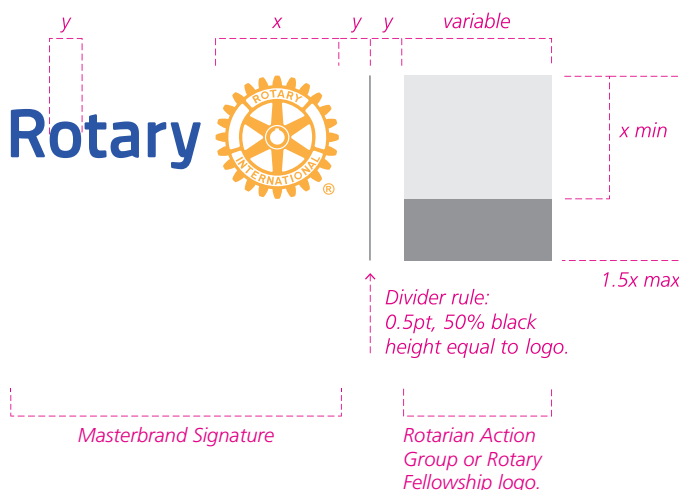 y
x
y
y
variable
Rotary
ROTARY
INTERNATIONAL
®
x min
1.5x max
Divider rule:
0.5pt, 50% black
height equal to logo.
Masterbrand Signature
Rotarian Action
Group or Rotary
Fellowship logo.